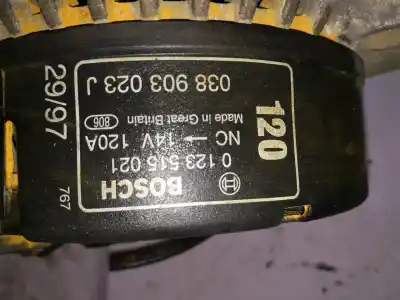 BOSCH
0 123 515 021
NC ← 14V 120A
Made in Great Britain 806
038 903 023 J
120
29/97
767